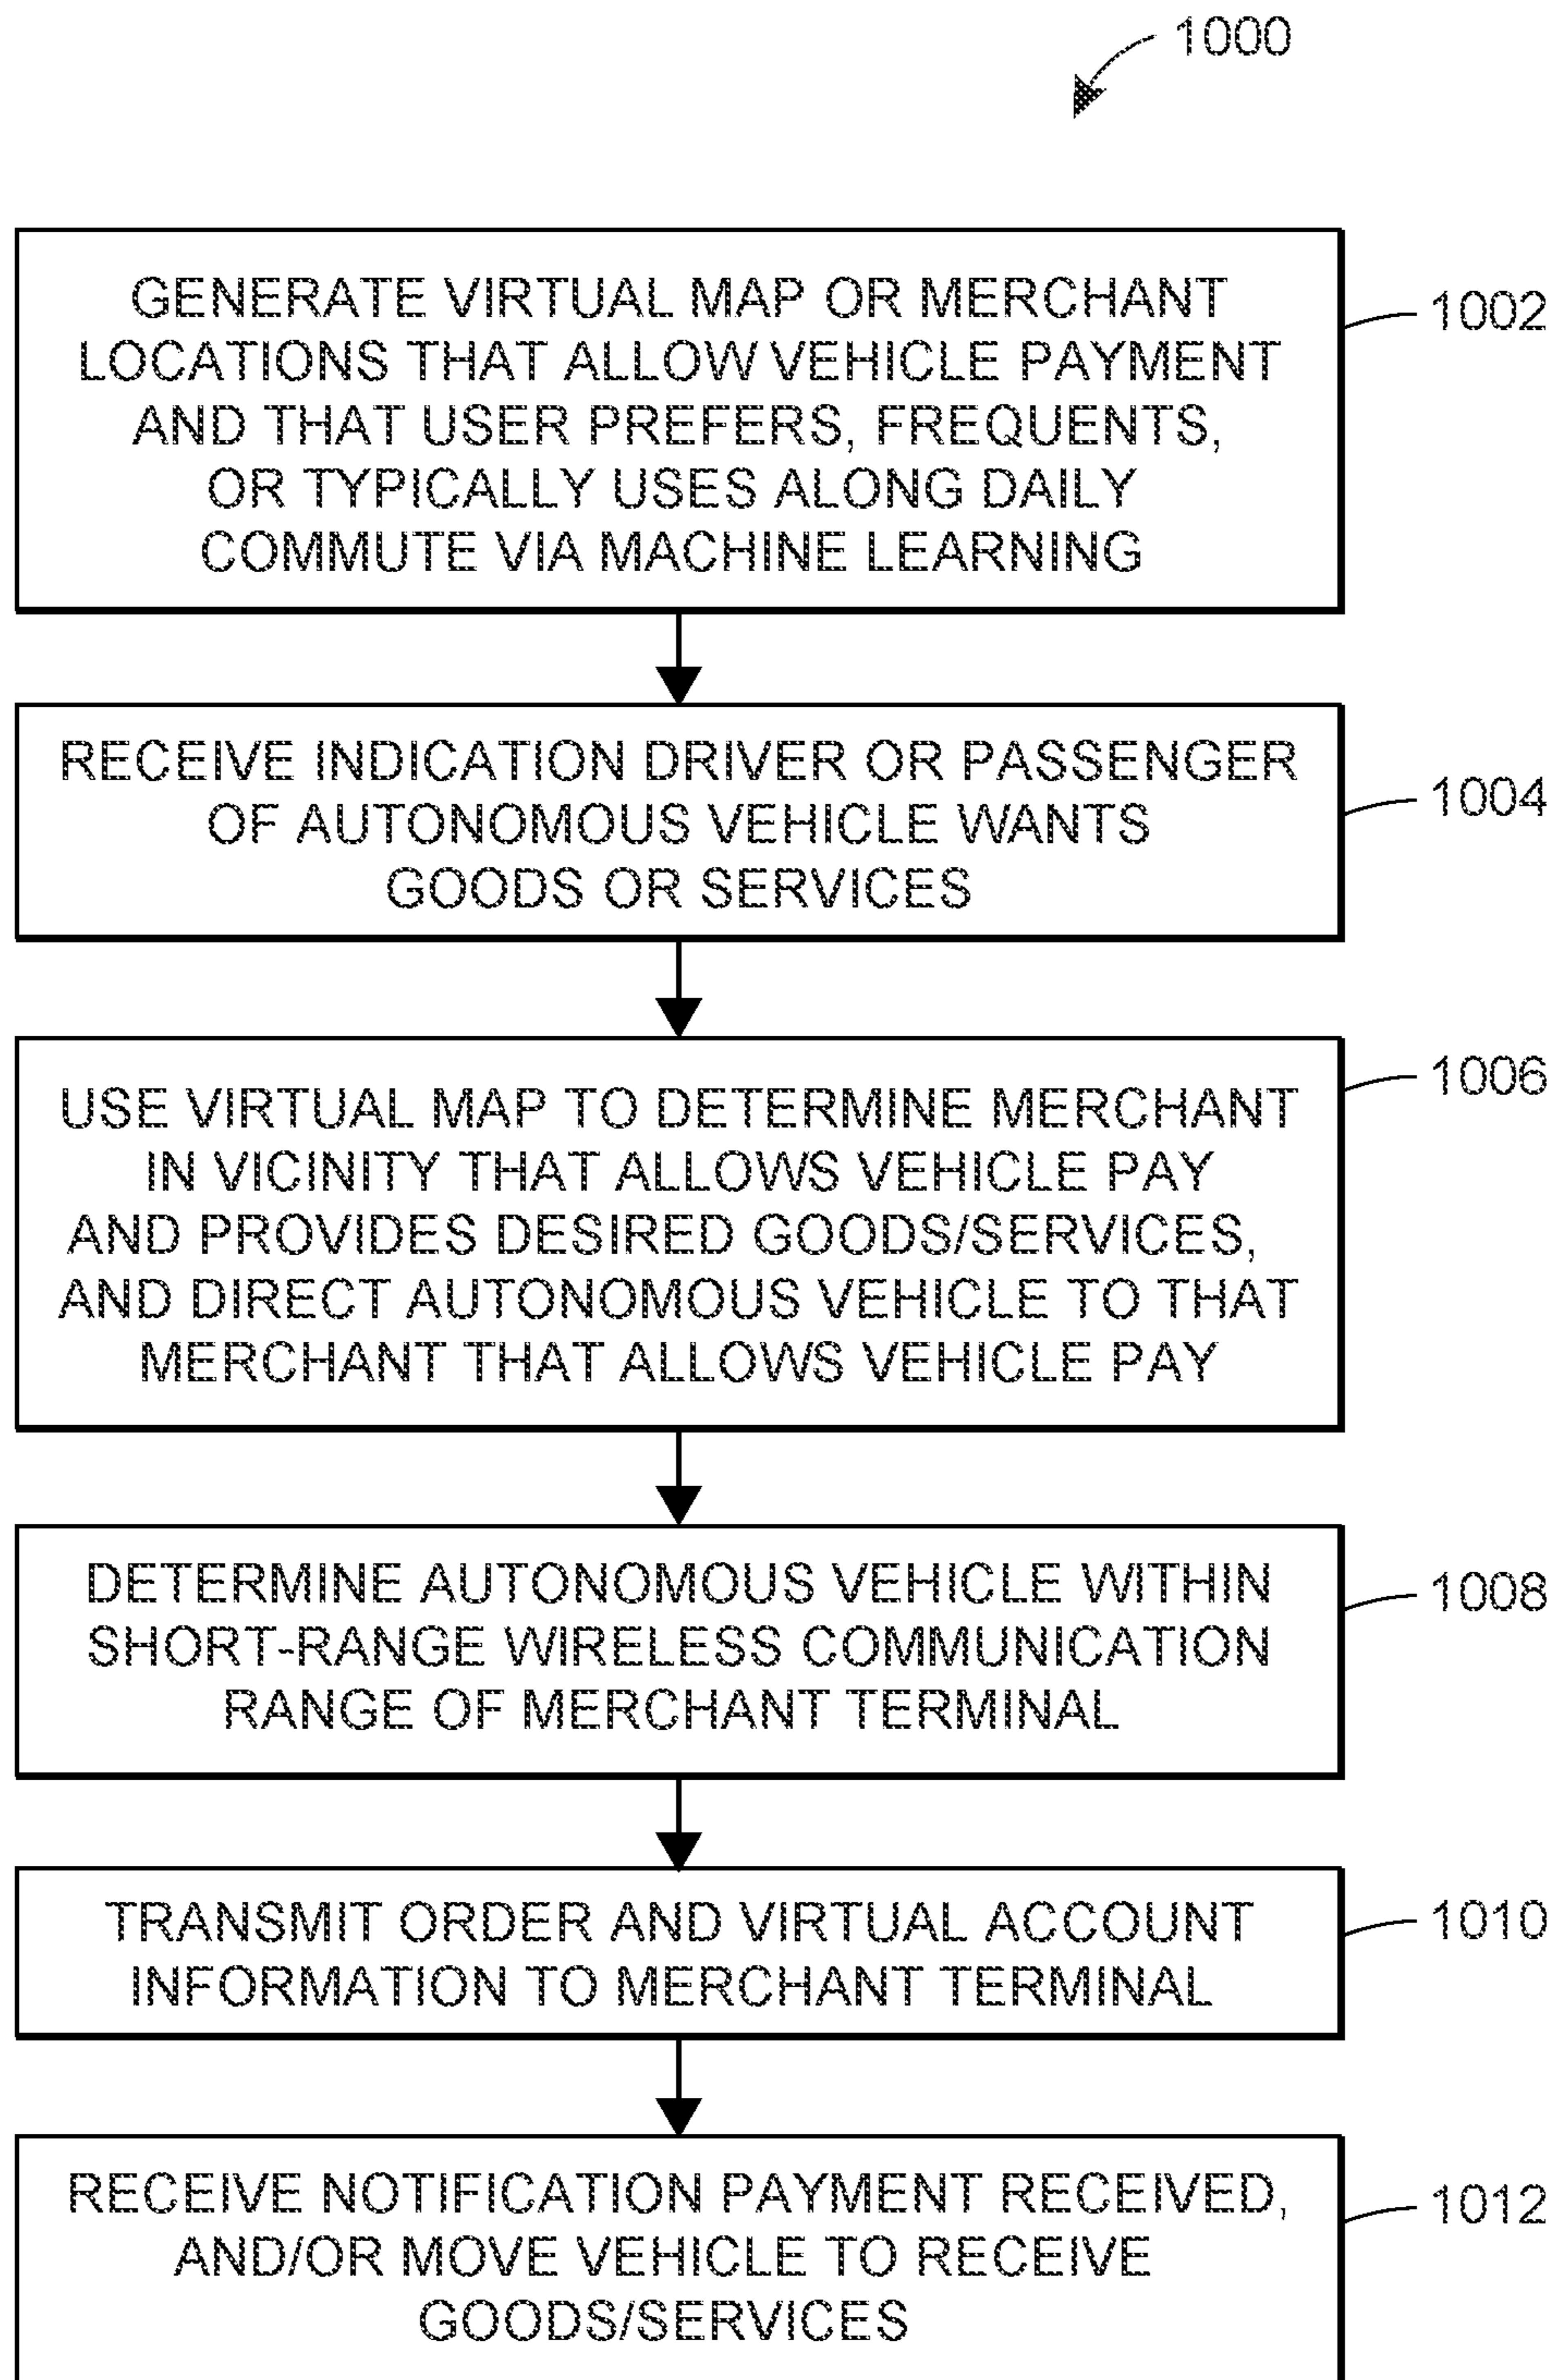 1000
GENERATE VIRTUAL MAP OR MERCHANT
LOCATIONS THAT ALLOW VEHICLE PAYMENT
AND THAT USER PREFERS, FREQUENTS,
OR TYPICALLY USES ALONG DAILY
COMMUTE VIA MACHINE LEARNING
1002
RECEIVE INDICATION DRIVER OR PASSENGER
OF AUTONOMOUS VEHICLE WANTS
GOODS OR SERVICES
1004
USE VIRTUAL MAP TO DETERMINE MERCHANT
IN VICINITY THAT ALLOWS VEHICLE PAY
AND PROVIDES DESIRED GOODS/SERVICES,
AND DIRECT AUTONOMOUS VEHICLE TO THAT
MERCHANT THAT ALLOWS VEHICLE PAY
1006
DETERMINE AUTONOMOUS VEHICLE WITHIN
SHORT-RANGE WIRELESS COMMUNICATION
RANGE OF MERCHANT TERMINAL
1008
TRANSMIT ORDER AND VIRTUAL ACCOUNT
INFORMATION TO MERCHANT TERMINAL
1010
RECEIVE NOTIFICATION PAYMENT RECEIVED,
AND/OR MOVE VEHICLE TO RECEIVE
GOODS/SERVICES
1012